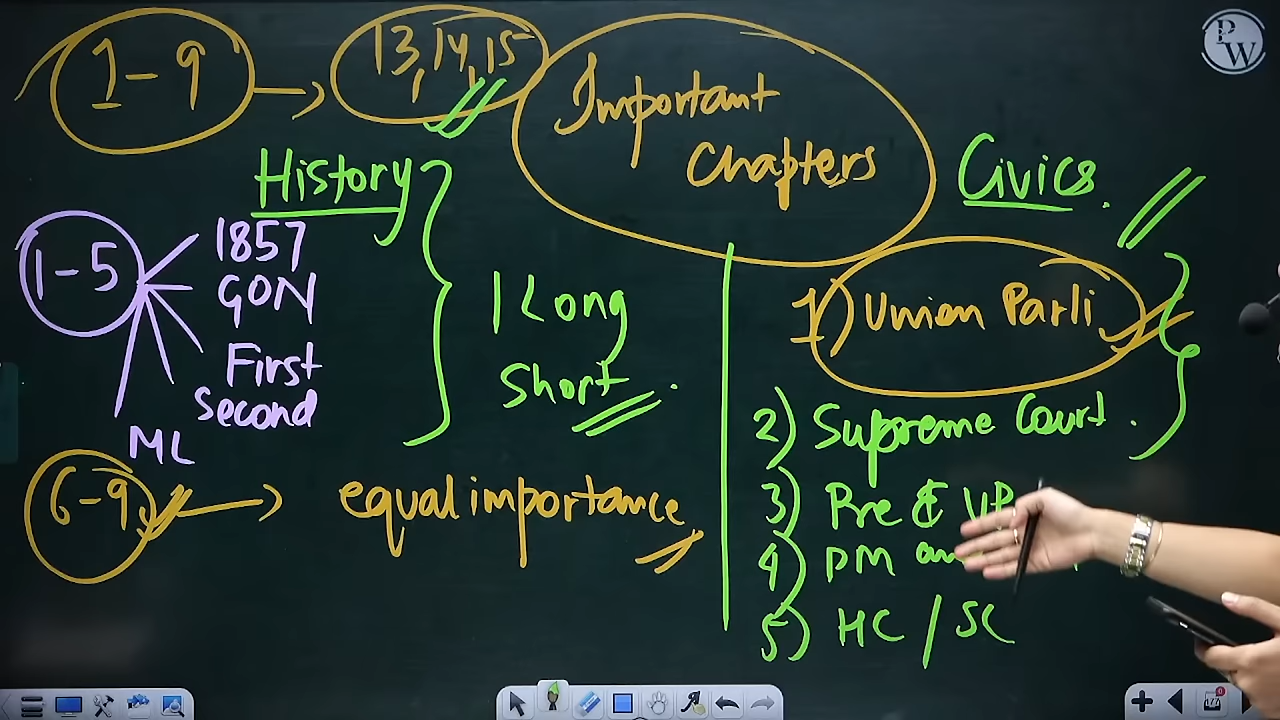 1-9 → 13, 14, 15
Important
Chapters
PW
History
1-5
1857
GON
First
Second
ML
1 Long
Short
6-9 → equal importance
Civics.
1) Union Parli
2) Supreme Court.
3) Pre & VP
4) PM
5) HC / SC